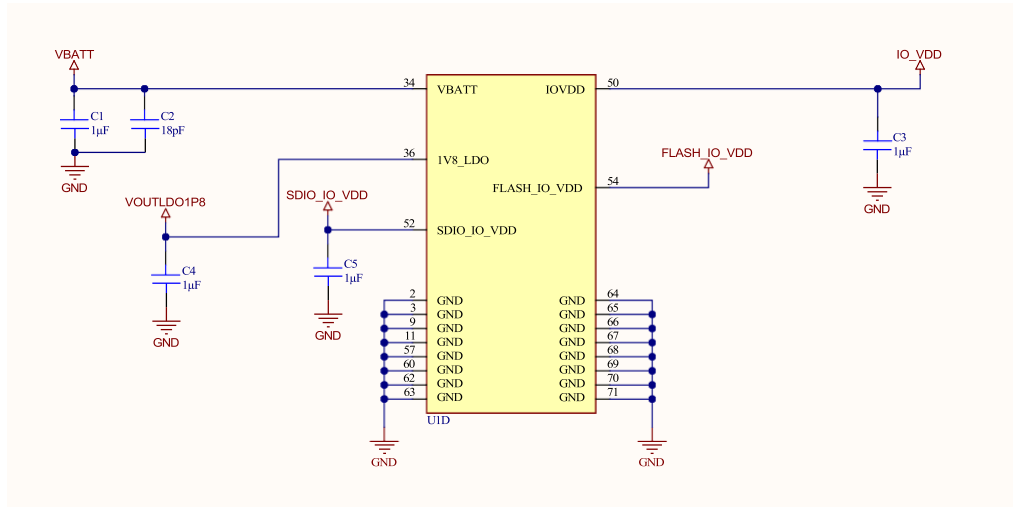 VBATT
IO_VDD
34
VBATT
IOVDD
50
C1
1µF
C2
18pF
C3
1µF
GND
36
1V8_LDO
FLASH_IO_VDD
FLASH_IO_VDD
54
GND
VOUTLDO1P8
SDIO_IO_VDD
52
SDIO_IO_VDD
C4
1µF
C5
1µF
GND
GND
2 GND GND 64
3 GND GND 65
9 GND GND 66
11 GND GND 67
57 GND GND 68
60 GND GND 69
62 GND GND 70
63 GND GND 71
U1D
GND
GND